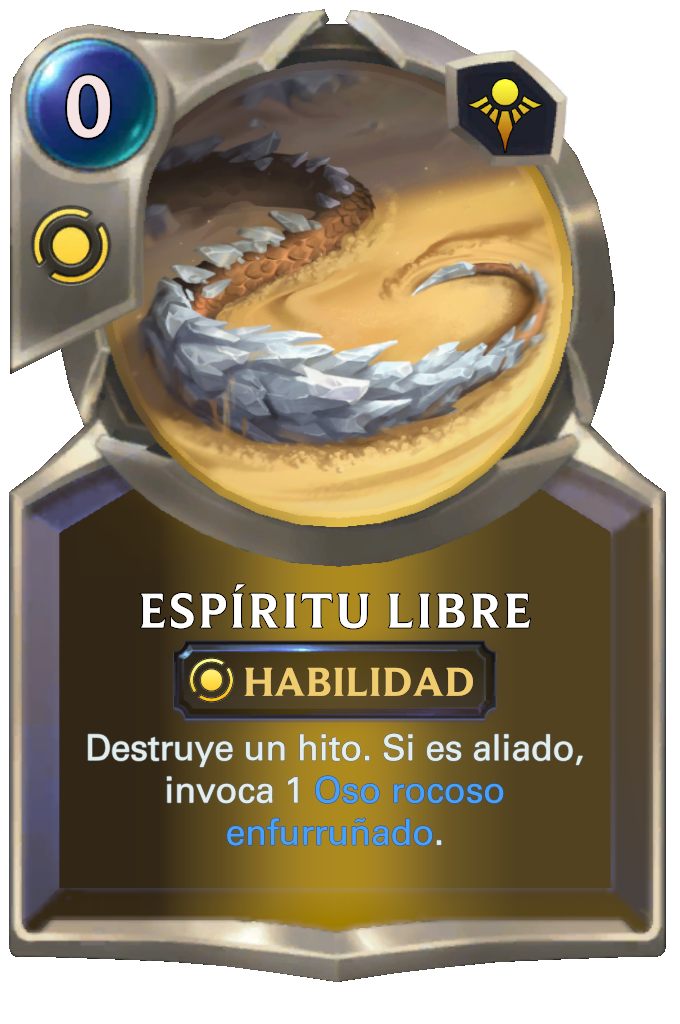 0
ESPÍRITU LIBRE
HABILIDAD
Destruye un hito. Si es aliado,
invoca 1 Oso rocoso
enfurruñado.